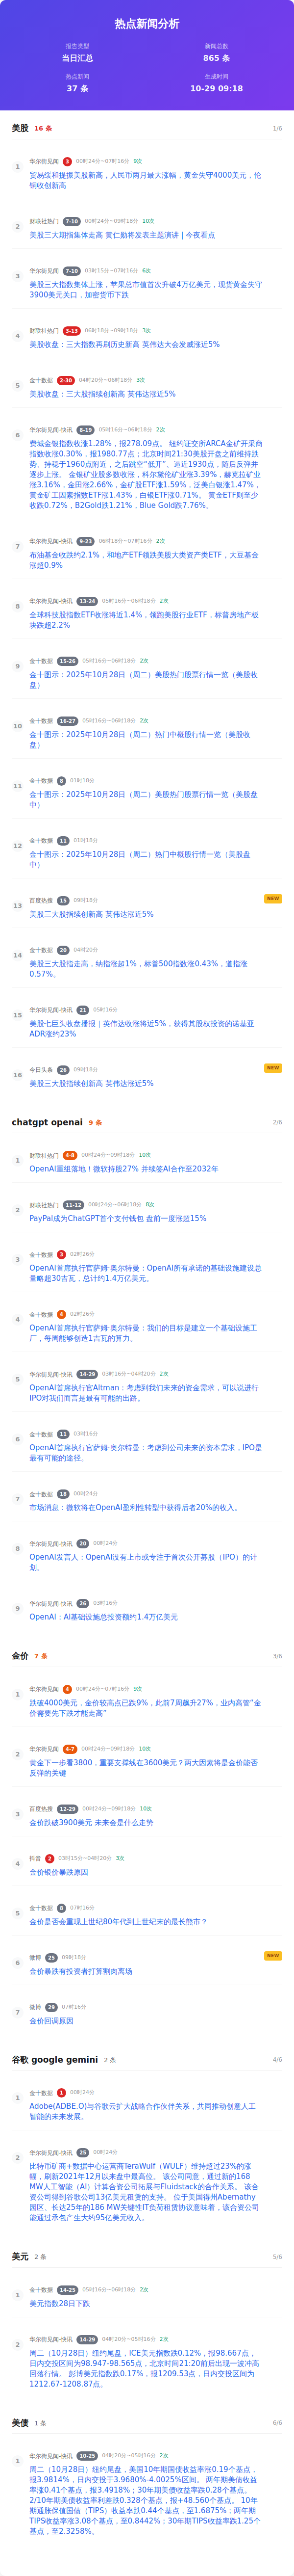 热点新闻分析
报告类型
新闻总数
当日汇总
865 条
热点新闻
生成时间
37 条
10-29 09:18
美股 16 条
1/6
1
华尔街见闻 3 00时24分~07时16分 9次
贸易缓和提振美股新高，人民币两月最大涨幅，黄金失守4000美元，伦
铜收创新高
2
财联社热门 7-10 00时24分~09时18分 10次
美股三大期指集体走高 黄仁勋将发表主题演讲 | 今夜看点
3
华尔街见闻 7-10 03时15分~07时16分 6次
美股三大指数集体上涨，苹果总市值首次升破4万亿美元，现货黄金失守
3900美元关口，加密货币下跌
4
财联社热门 3-13 06时18分~09时18分 3次
美股收盘：三大指数再刷历史新高 英伟达大会发威涨近5%
5
金十数据 2-30 04时20分~06时18分 3次
美股收盘：三大股指续创新高 英伟达涨近5%
6
华尔街见闻-快讯 8-19 05时16分~06时18分 2次
费城金银指数收涨1.28%，报278.09点。 纽约证交所ARCA金矿开采商
指数收涨0.30%，报1980.77点；北京时间21:30美股开盘之前维持跌
势、持稳于1960点附近，之后跳空“低开”、逼近1930点，随后反弹并
逐步上涨。 金银矿业股多数收涨，科尔黛伦矿业涨3.39%，赫克拉矿业
涨3.16%，金田涨2.66%，金矿股ETF涨1.59%，泛美白银涨1.47%，
黄金矿工因素指数ETF涨1.43%，白银ETF涨0.71%。 黄金ETF则至少
收跌0.72%，B2Gold跌1.21%，Blue Gold跌7.76%。
7
华尔街见闻-快讯 9-23 06时18分~07时16分 2次
布油基金收跌约2.1%，和地产ETF领跌美股大类资产类ETF，大豆基金
涨超0.9%
8
华尔街见闻-快讯 13-24 05时16分~06时18分 2次
全球科技股指数ETF收涨将近1.4%，领跑美股行业ETF，标普房地产板
块跌超2.2%
9
金十数据 15-26 05时16分~06时18分 2次
金十图示：2025年10月28日（周二）美股热门股票行情一览（美股收
盘）
10
金十数据 16-27 05时16分~06时18分 2次
金十图示：2025年10月28日（周二）热门中概股行情一览（美股收
盘）
11
金十数据 8 01时18分
金十图示：2025年10月28日（周二）美股热门股票行情一览（美股盘
中）
12
金十数据 11 01时18分
金十图示：2025年10月28日（周二）热门中概股行情一览（美股盘
中）
13
百度热搜 15 09时18分
NEW
美股三大股指续创新高 英伟达涨近5%
14
金十数据 20 04时20分
美股三大股指走高，纳指涨超1%，标普500指数涨0.43%，道指涨
0.57%。
15
华尔街见闻-快讯 21 05时16分
美股七巨头收盘播报｜英伟达收涨将近5%，获得其股权投资的诺基亚
ADR涨约23%
16
今日头条 26 09时18分
NEW
美股三大股指续创新高 英伟达涨近5%
chatgpt openai 9 条
2/6
1
财联社热门 4-8 00时24分~09时18分 10次
OpenAI重组落地！微软持股27% 并续签AI合作至2032年
2
财联社热门 11-12 00时24分~06时18分 8次
PayPal成为ChatGPT首个支付钱包 盘前一度涨超15%
3
金十数据 3 02时26分
OpenAI首席执行官萨姆·奥尔特曼：OpenAI所有承诺的基础设施建设总
量略超30吉瓦，总计约1.4万亿美元。
4
金十数据 4 02时26分
OpenAI首席执行官萨姆·奥尔特曼：我们的目标是建立一个基础设施工
厂，每周能够创造1吉瓦的算力。
5
华尔街见闻-快讯 14-29 03时16分~04时20分 2次
OpenAI首席执行官Altman：考虑到我们未来的资金需求，可以说进行
IPO对我们而言是最有可能的出路。
6
金十数据 11 03时16分
OpenAI首席执行官萨姆·奥尔特曼：考虑到公司未来的资本需求，IPO是
最有可能的途径。
7
金十数据 18 00时24分
市场消息：微软将在OpenAI盈利性转型中获得后者20%的收入。
8
华尔街见闻-快讯 20 00时24分
OpenAI发言人：OpenAI没有上市或专注于首次公开募股（IPO）的计
划。
9
华尔街见闻-快讯 26 03时16分
OpenAI：AI基础设施总投资额约1.4万亿美元
金价 7 条
3/6
1
华尔街见闻 4 00时24分~07时16分 9次
跌破4000美元，金价较高点已跌9%，此前7周飙升27%，业内高管“金
价需要先下跌才能走高”
2
华尔街见闻 4-7 00时24分~09时18分 10次
黄金下一步看3800，重要支撑线在3600美元？两大因素将是金价能否
反弹的关键
3
百度热搜 12-29 00时24分~09时18分 10次
金价跌破3900美元 未来会是什么走势
4
抖音 2 03时15分~04时20分 3次
金价银价暴跌原因
5
金十数据 8 07时16分
金价是否会重现上世纪80年代到上世纪末的最长熊市？
6
微博 25 09时18分
NEW
金价暴跌有投资者打算割肉离场
7
微博 29 07时16分
金价回调原因
谷歌 google gemini 2 条
4/6
1
金十数据 1 00时24分
Adobe(ADBE.O)与谷歌云扩大战略合作伙伴关系，共同推动创意人工
智能的未来发展。
2
华尔街见闻-快讯 25 00时24分
比特币矿商+数据中心运营商TeraWulf（WULF）维持超过23%的涨
幅，刷新2021年12月以来盘中最高位。 该公司同意，通过新的168
MW人工智能（AI）计算合资公司拓展与Fluidstack的合作关系。 该合
资公司得到谷歌公司13亿美元租赁的支持。 位于美国得州Abernathy
园区、长达25年的186 MW关键性IT负荷租赁协议意味着，该合资公司
能通过承包产生大约95亿美元收入。
美元 2 条
5/6
1
金十数据 14-25 05时16分~06时18分 2次
美元指数28日下跌
2
华尔街见闻-快讯 14-29 04时20分~05时16分 2次
周二（10月28日）纽约尾盘，ICE美元指数跌0.12%，报98.667点，
日内交投区间为98.947-98.565点，北京时间21:20前后出现一波冲高
回落行情。 彭博美元指数跌0.17%，报1209.53点，日内交投区间为
1212.67-1208.87点。
美债 1 条
6/6
1
华尔街见闻-快讯 10-25 04时20分~05时16分 2次
周二（10月28日）纽约尾盘，美国10年期国债收益率涨0.19个基点，
报3.9814%，日内交投于3.9680%-4.0025%区间。 两年期美债收益
率涨0.41个基点，报3.4918%；30年期美债收益率跌0.28个基点。
2/10年期美债收益率利差跌0.328个基点，报+48.560个基点。 10年
期通胀保值国债（TIPS）收益率跌0.44个基点，至1.6875%；两年期
TIPS收益率涨3.08个基点，至0.8442%；30年期TIPS收益率跌1.25个
基点，至2.3258%。